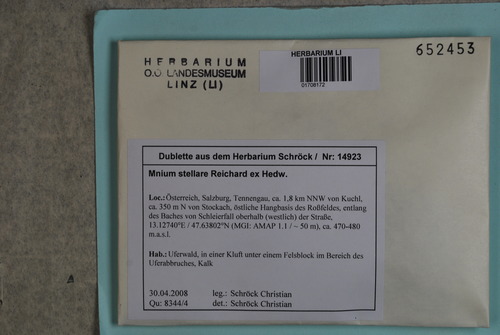 HERBARIUM
O.Ö. LANDESMUSEUM
LINZ (LI)
HERBARIUM LI
01708172
652453
Dublette aus dem Herbarium Schröck / Nr: 14923
Mnium stellare Reichard ex Hedw.
Loc.:Österreich, Salzburg, Tennengau, ca. 1,8 km NNW von Kuchl,
ca. 350 m N von Stockach, östliche Hangbasis des Roßfeldes, entlang
des Baches von Schleierfall oberhalb (westlich) der Straße,
13.12740°E / 47.63802°N (MGI: AMAP 1.1 / ~ 50 m), ca. 470-480
m.a.s.l.
Hab.:Uferwald, in einer Kluft unter einem Felsblock im Bereich des
Uferabbruches, Kalk
30.04.2008 leg.: Schröck Christian
Qu: 8344/4 det.: Schröck Christian